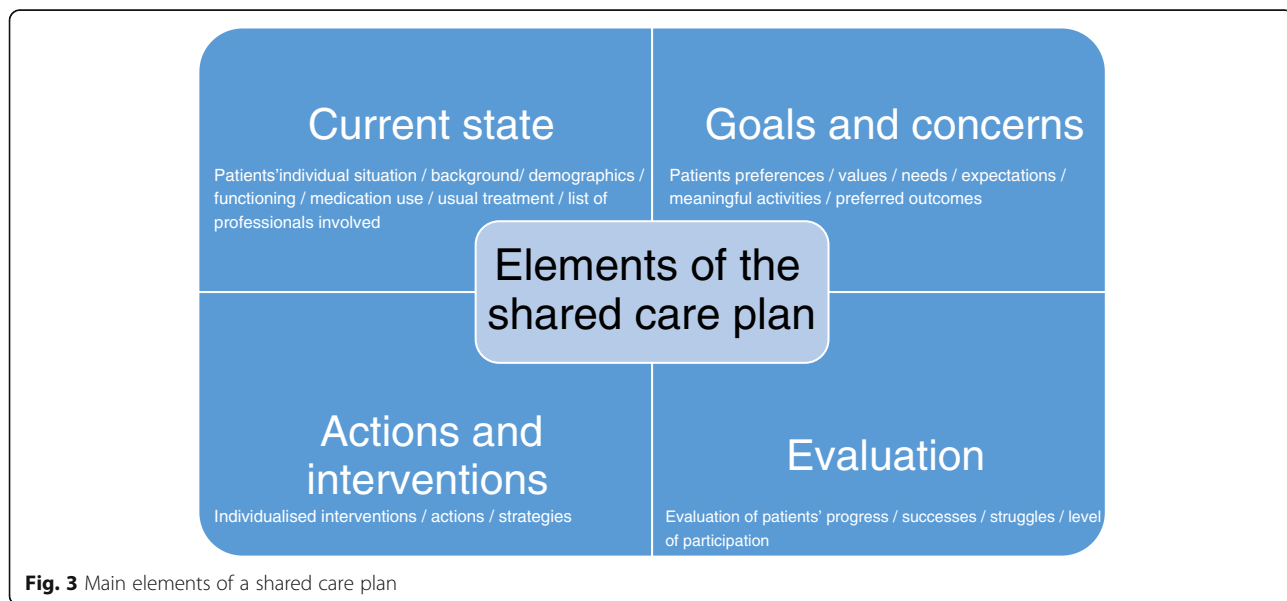 Current state
Patients'individual situation / background/ demographics /
functioning / medication use / usual treatment / list of
professionals involved
Goals and concerns
Patients preferences / values / needs / expectations /
meaningful activities / preferred outcomes
Elements of the
shared care plan
Actions and
interventions
Individualised interventions / actions / strategies
Evaluation
Evaluation of patients' progress / successes / struggles / level
of participation
Fig. 3 Main elements of a shared care plan